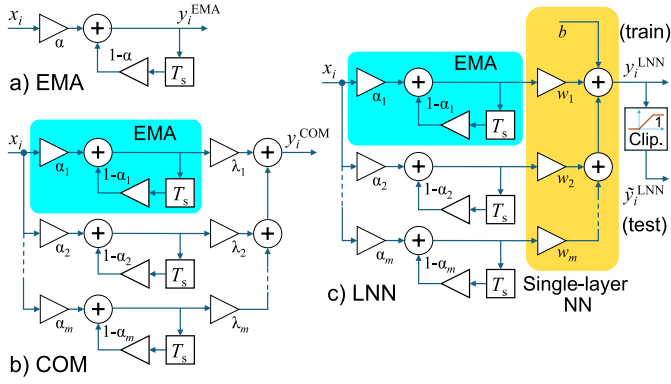 x_i
α
y_i^EMA
1-α
T_s
a) EMA
x_i
EMA
α_1
1-α_1
T_s
λ_1
y_i^COM
α_2
1-α_2
T_s
λ_2
α_m
1-α_m
T_s
λ_m
b) COM
x_i
EMA
α_1
1-α_1
T_s
b
(train)
w_1
y_i^LNN
1
Clip.
α_2
1-α_2
T_s
w_2
ỹ_i^LNN
(test)
α_m
1-α_m
T_s
w_m
Single-layer
NN
c) LNN